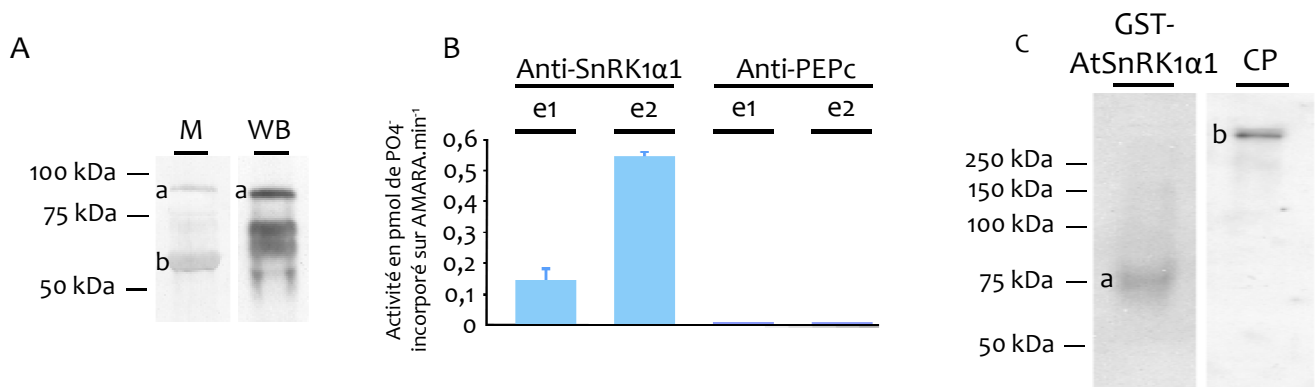 A
M WB
100 kDa
a a
75 kDa
b
50 kDa
B
Anti-SnRK1α1 Anti-PEPc
e1 e2 e1 e2
Activité en pmol de PO4-
incorporé sur AMARA.min-1
0,6
0,5
0,4
0,3
0,2
0,1
0
C
GST-
AtSnRK1α1 CP
b
250 kDa
150 kDa
100 kDa
75 kDa
a
50 kDa